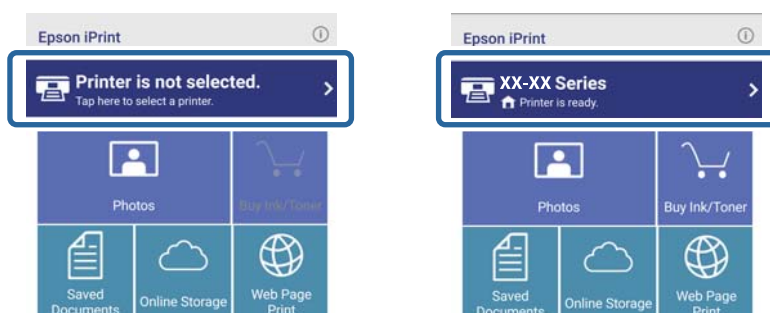 Epson iPrint
Printer is not selected.
Tap here to select a printer.
Photos
Buy Ink/Toner
Saved
Documents
Online Storage
Web Page
Print
Epson iPrint
XX-XX Series
Printer is ready.
Photos
Buy Ink/Toner
Saved
Documents
Online Storage
Web Page
Print